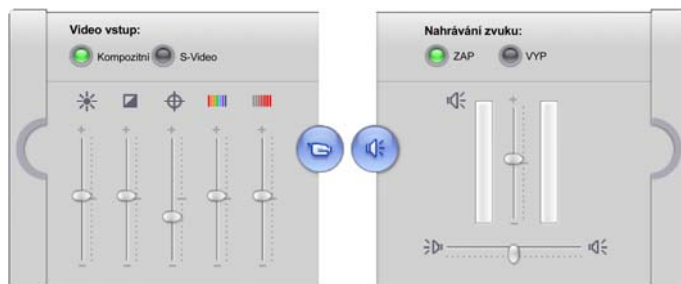 Video vstup:
Kompozitní S-Video
Nahrávání zvuku:
ZAP VYP